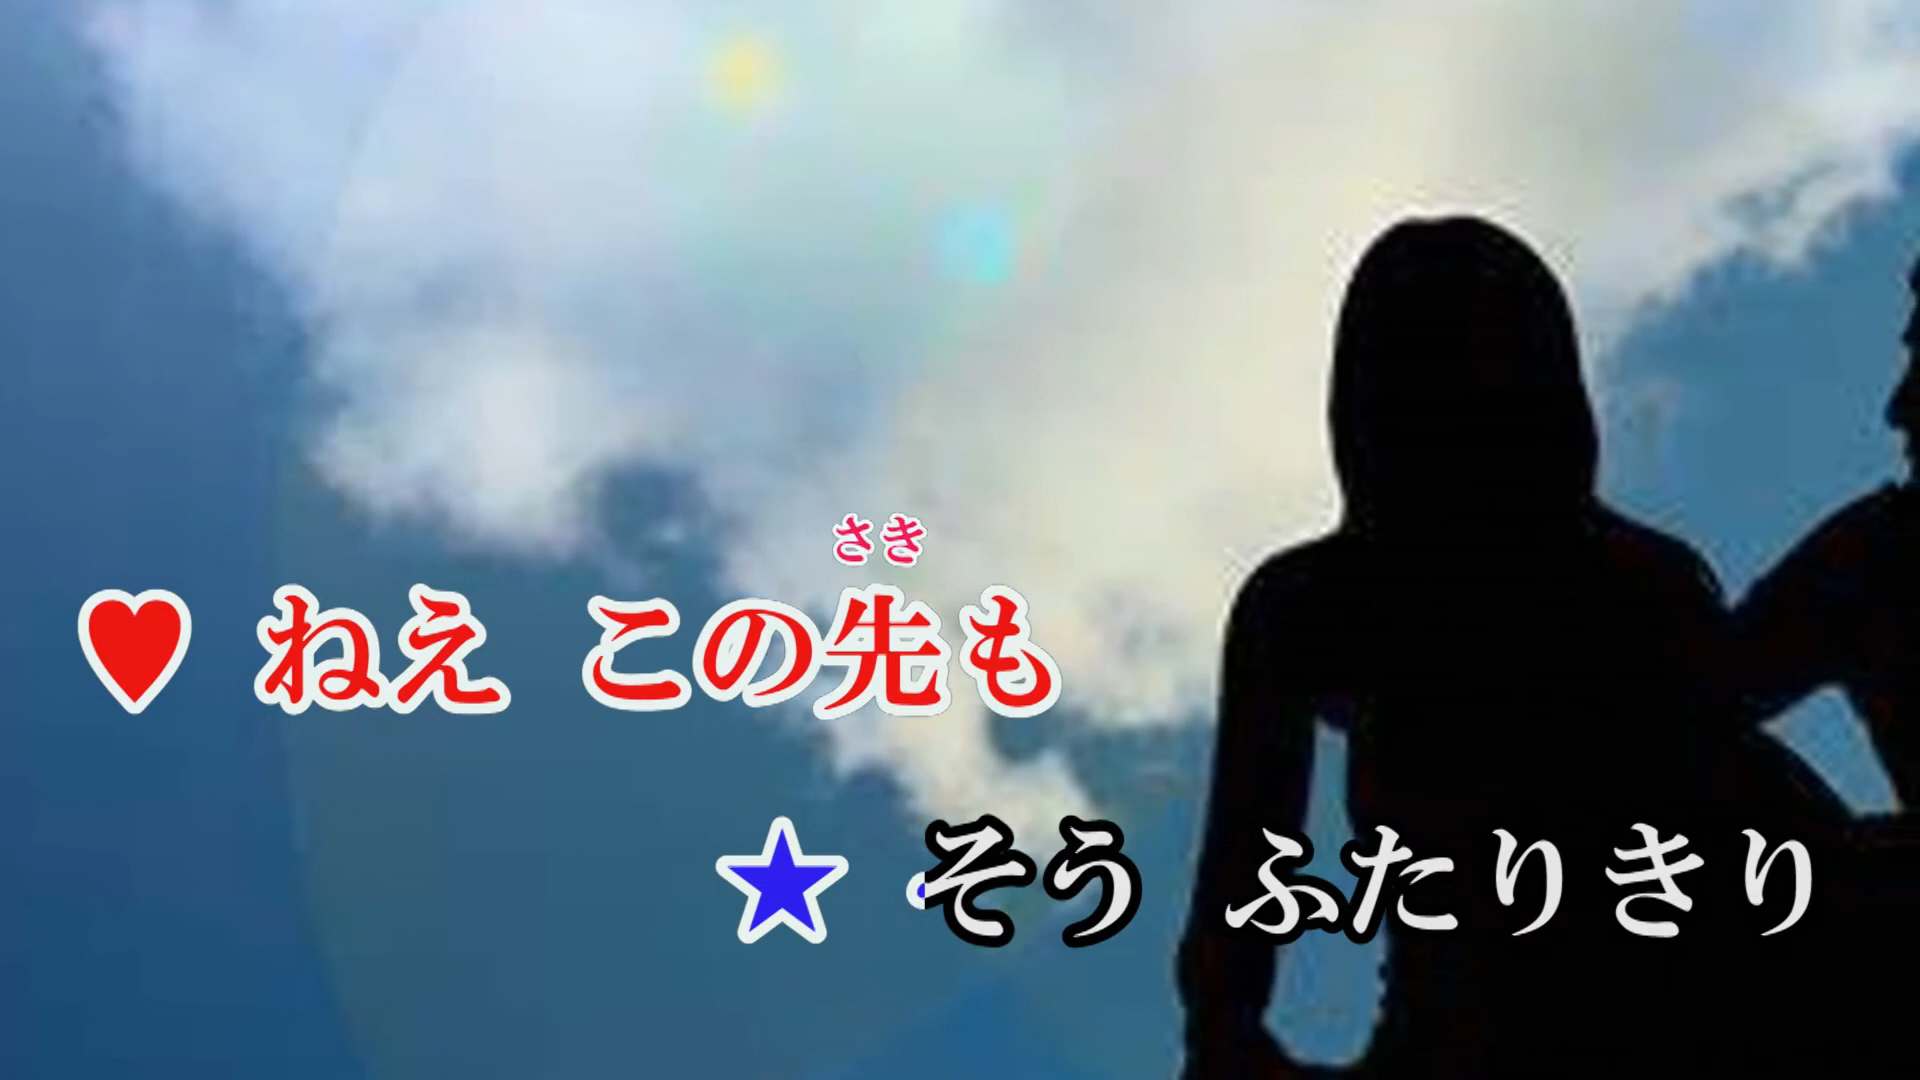 さき
♥ ねえ この先も
★ そう ふたりきり